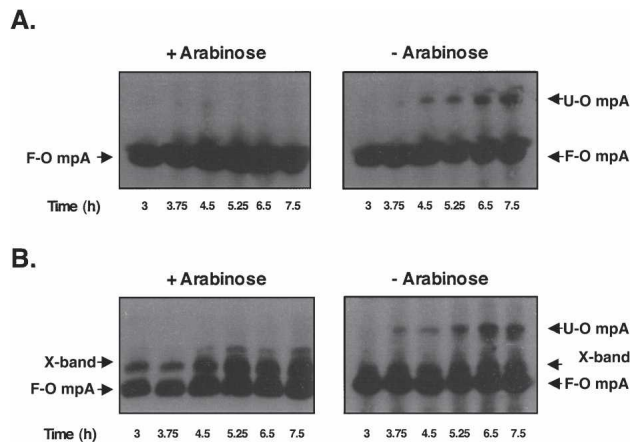 A.
+ Arabinose
- Arabinose
U-O mpA
F-O mpA
F-O mpA
Time (h) 3 3.75 4.5 5.25 6.5 7.5
3 3.75 4.5 5.25 6.5 7.5
B.
+ Arabinose
- Arabinose
U-O mpA
X-band
X-band
F-O mpA
F-O mpA
Time (h) 3 3.75 4.5 5.25 6.5 7.5
3 3.75 4.5 5.25 6.5 7.5